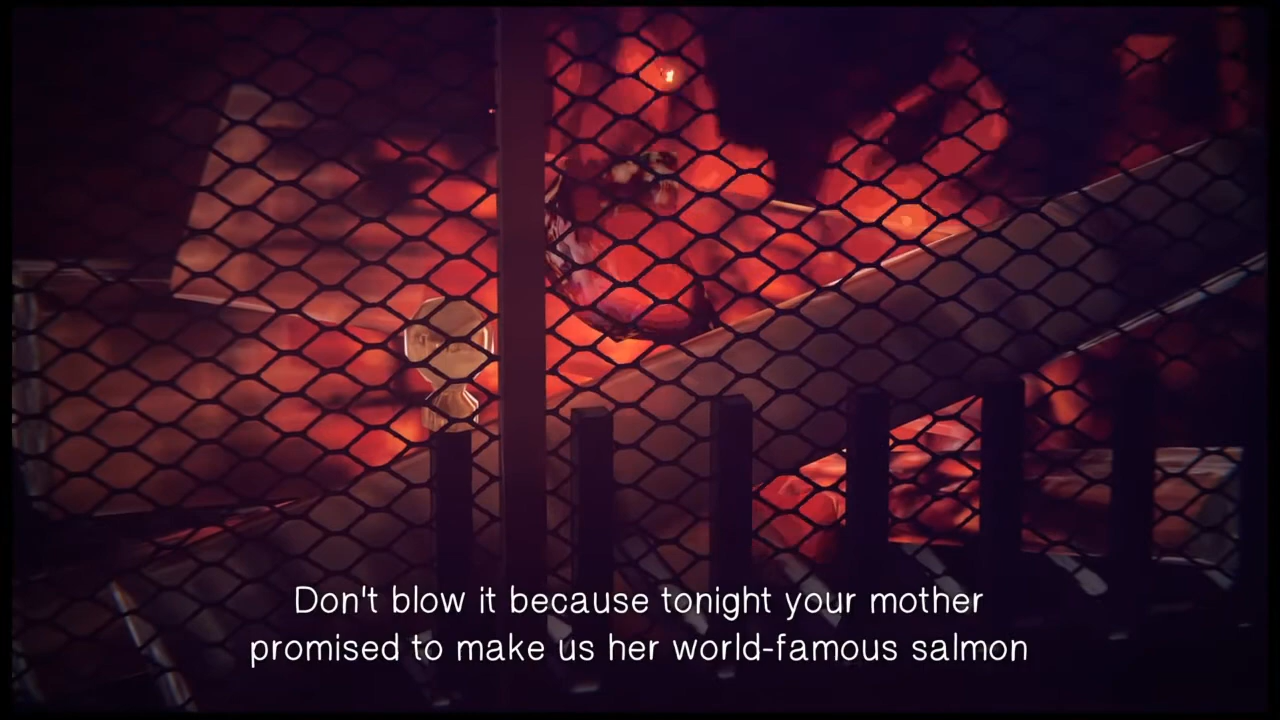 Don't blow it because tonight your mother
promised to make us her world-famous salmon